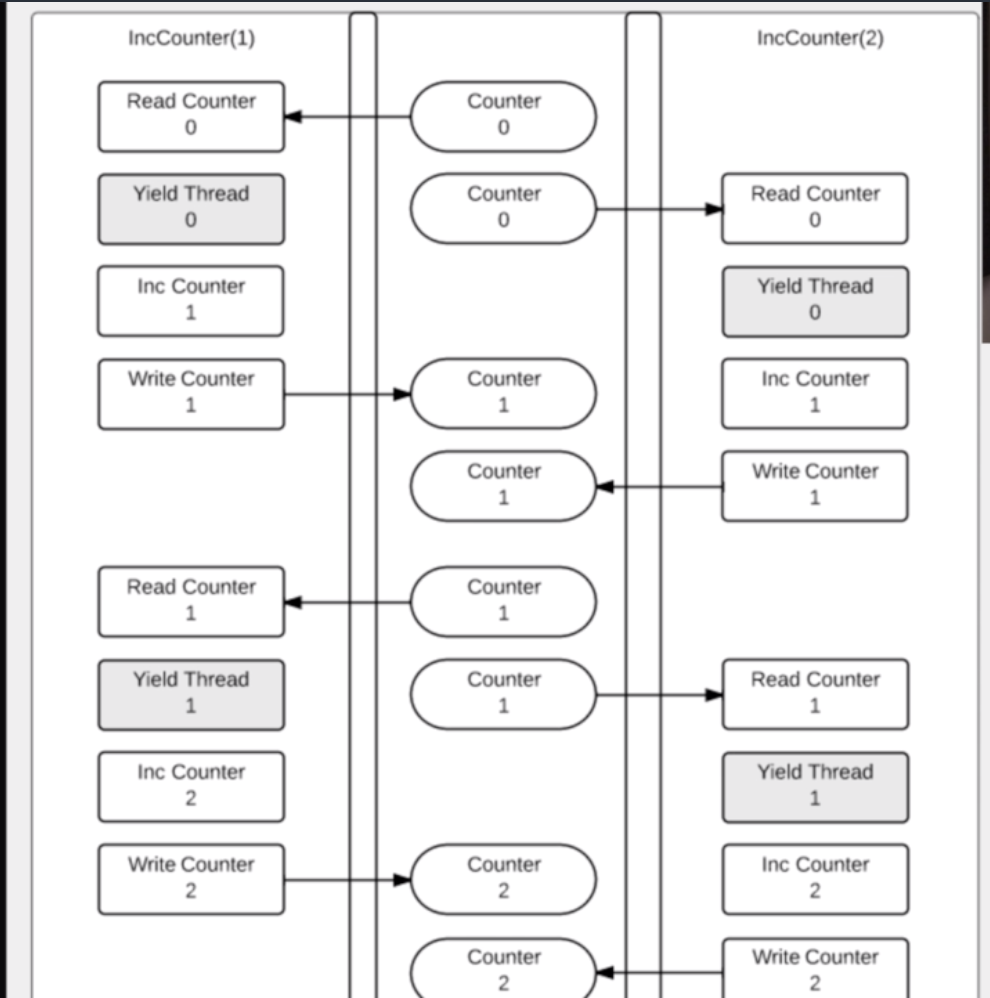 IncCounter(1)
IncCounter(2)
Read Counter
0
Counter
0
Yield Thread
0
Counter
0
Read Counter
0
Inc Counter
1
Yield Thread
0
Write Counter
1
Counter
1
Inc Counter
1
Counter
1
Write Counter
1
Read Counter
1
Counter
1
Yield Thread
1
Counter
1
Read Counter
1
Inc Counter
2
Yield Thread
1
Write Counter
2
Counter
2
Inc Counter
2
Counter
2
Write Counter
2